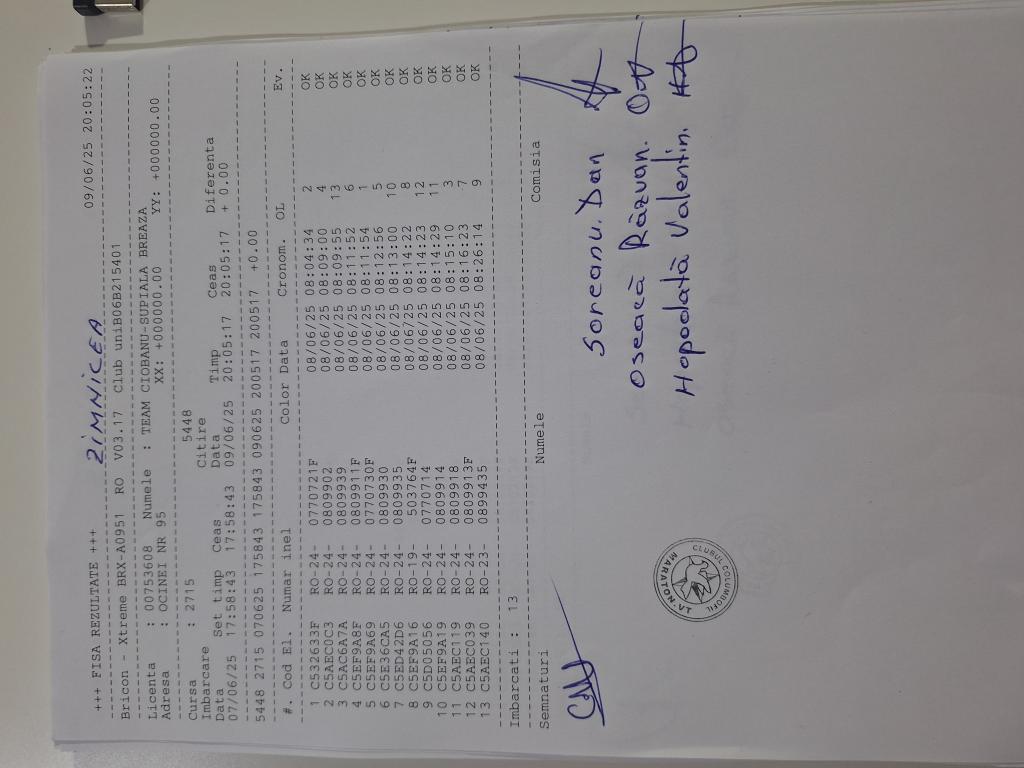 ZIMNICEA
+++ FISA REZULTATE +++ 09/06/25 20:05:22
Bricon - Xtreme BRX-A0951 RO V03.17 Club uniB06B215401
Licenta : 00753608 Numele : TEAM CIOBANU-SUPIALA BREAZA
Adresa : OCINEI NR 95 XX: +000000.00 YY: +000000.00
Cursa : 2715 5448
Imbarcare Citire
Data Set timp Ceas Data Timp Ceas Diferenta
07/06/25 17:58:43 17:58:43 09/06/25 20:05:17 20:05:17 + 0.00
5448 2715 070625 175843 175843 090625 200517 200517 +0.00
#. Cod El. Numar inel Color Data Cronom. OL Ev.
1 C532633F RO-24- 0770721F 08/06/25 08:04:34 2 OK
2 C5AEC0C3 RO-24- 0809902 08/06/25 08:09:00 4 OK
3 C5AC6A7A RO-24- 0809939 08/06/25 08:09:55 13 OK
4 C5EF9A8F RO-24- 0809911F 08/06/25 08:11:52 6 OK
5 C5EF9A69 RO-24- 0770730F 08/06/25 08:11:54 1 OK
6 C5E36CA5 RO-24- 0809930 08/06/25 08:12:56 5 OK
7 C5ED42D6 RO-24- 0809935 08/06/25 08:13:00 10 OK
8 C5EF9A16 RO-19- 503764F 08/06/25 08:14:22 8 OK
9 C5D05056 RO-24- 0770714 08/06/25 08:14:23 12 OK
10 C5EF9A19 RO-24- 0809914 08/06/25 08:14:29 11 OK
11 C5AEC119 RO-24- 0809918 08/06/25 08:15:10 3 OK
12 C5AEC039 RO-24- 0809913F 08/06/25 08:16:23 7 OK
13 C5AEC140 RO-23- 0899435 08/06/25 08:26:14 9 OK
Imbarcati : 13
Semnaturi Numele Comisia
Soreanu. Dan
Oseacă Răzvan.
Hapodată Valentin.
CLUBUL COLUMBOFIL
MARATON. VT